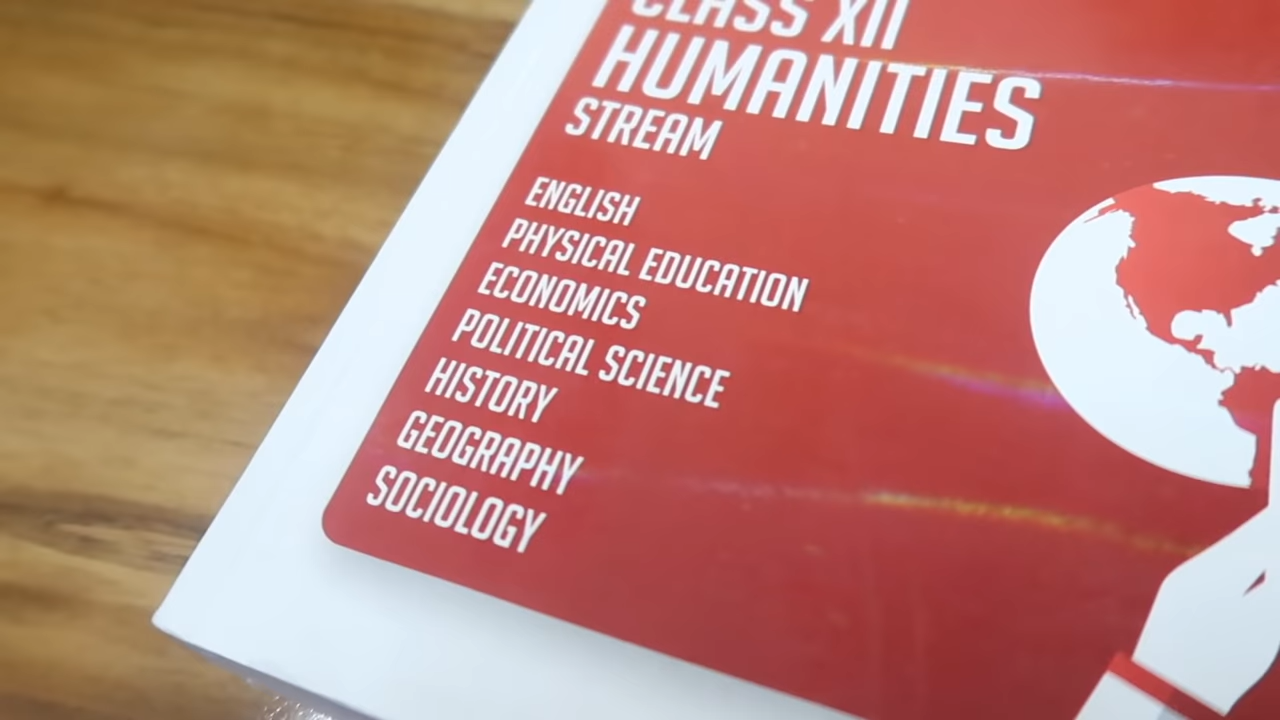 CLASS XII
HUMANITIES
STREAM
ENGLISH
PHYSICAL EDUCATION
ECONOMICS
POLITICAL SCIENCE
HISTORY
GEOGRAPHY
SOCIOLOGY